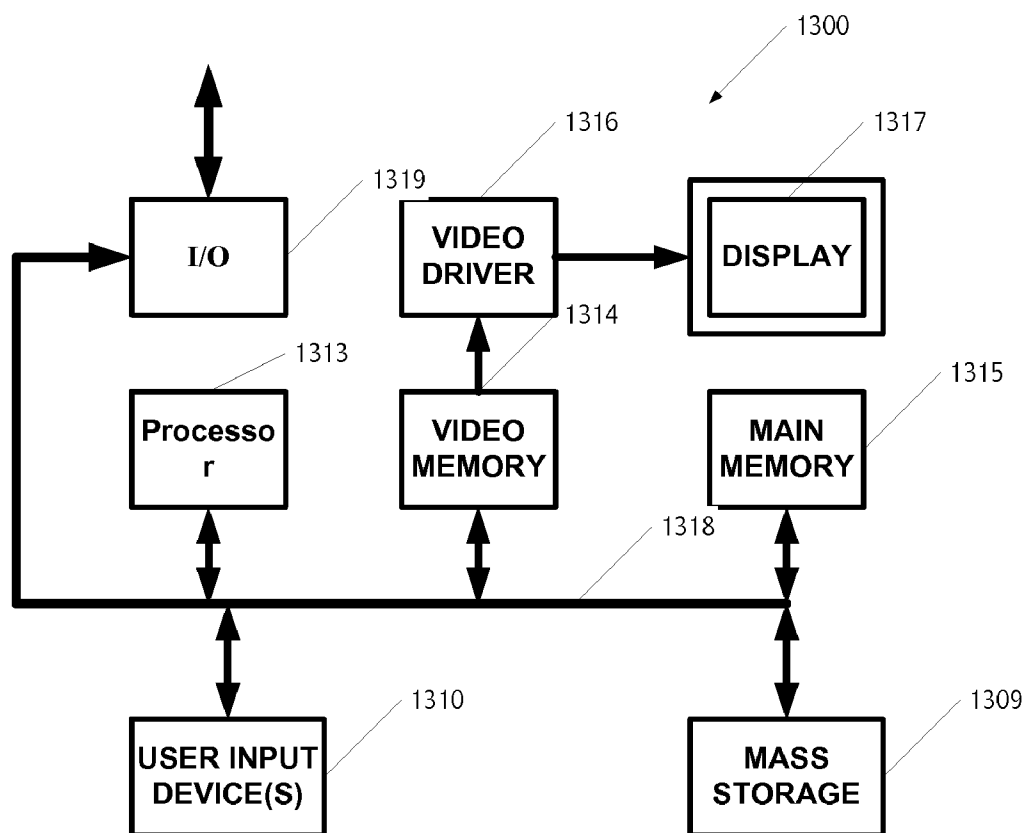 1300
1316
1317
1319
I/O
VIDEO
DRIVER
DISPLAY
1314
1313
1315
Processo
r
VIDEO
MEMORY
MAIN
MEMORY
1318
1310
1309
USER INPUT
DEVICE(S)
MASS
STORAGE